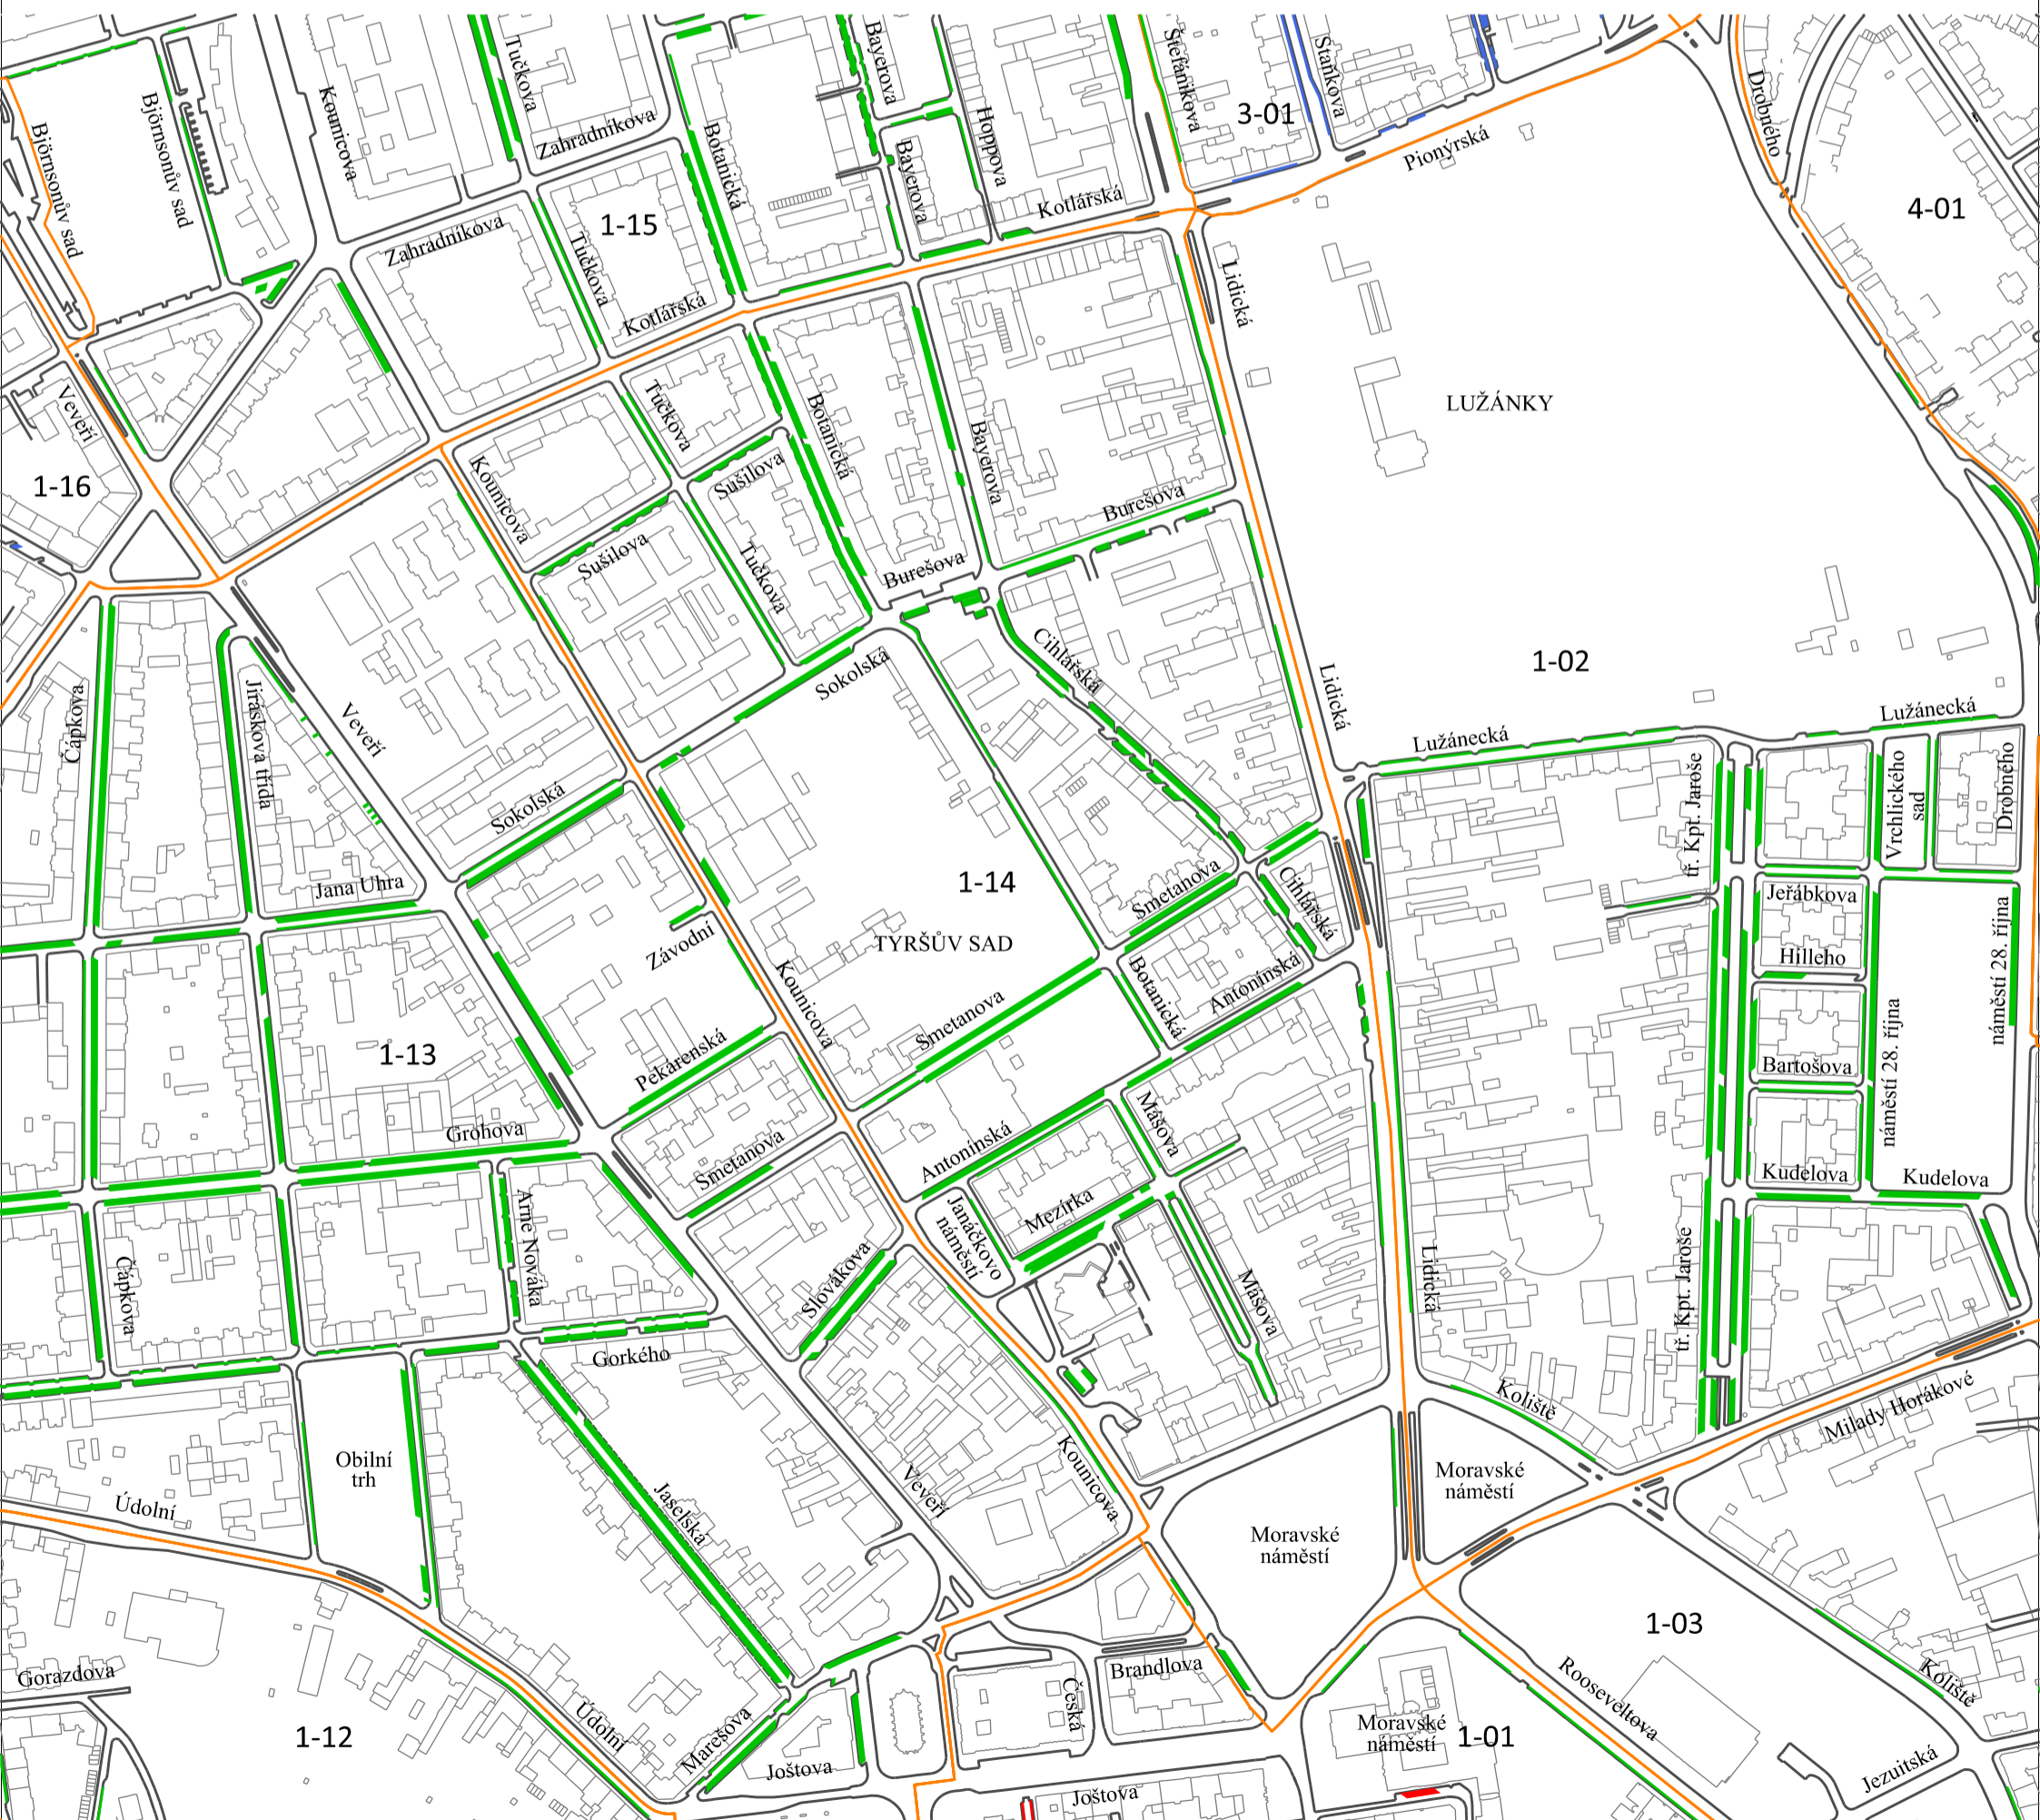 Tučkova
Bayerova
Štefánikova
Staňkova
Drobného
Kounicova
Björnsonův sad
Björnsonův sad
3-01
Zahradníkova
Botanická
Hoppova
Pionýrská
Bayerova
4-01
Kotlářská
Zahradníkova
1-15
Tučkova
Lidická
Kotlářská
Veveří
Tučkova
Botanická
LUŽÁNKY
Bayerova
1-16
Kounicova
Sušilova
Burešova
Sušilova
Tučkova
Burešova
Cihlářská
1-02
Sokolská
Lidická
Čápkova
Jiráskova třída
Veveří
Lužánecká
Lužánecká
Sokolská
tř. Kpt. Jaroše
Vrchlického
sad
Drobného
Jana Uhra
1-14
Smetanova
Cihlářská
Jeřábkova
Závodní
TYRŠŮV SAD
náměstí 28. října
Hilleho
Kounicova
Botanická
Antonínská
Smetanova
1-13
Pekárenská
Bartošova
náměstí 28. října
Mášova
Grohova
Antonínská
Smetanova
Kudelova
Kudelova
Arne Nováka
Mezírka
Janáčkovo
náměstí
Čápkova
Slovákova
Mášova
Lidická
tř. Kpt. Jaroše
Gorkého
Koliště
Milady Horákové
Obilní
trh
Kounicova
Moravské
náměstí
Veveří
Údolní
Jaselská
Moravské
náměstí
1-03
Gorazdova
Brandlova
Česká
Rooseveltova
Koliště
1-12
Údolní
Marešova
Moravské
náměstí
1-01
Joštova
Jezuitská
Joštova